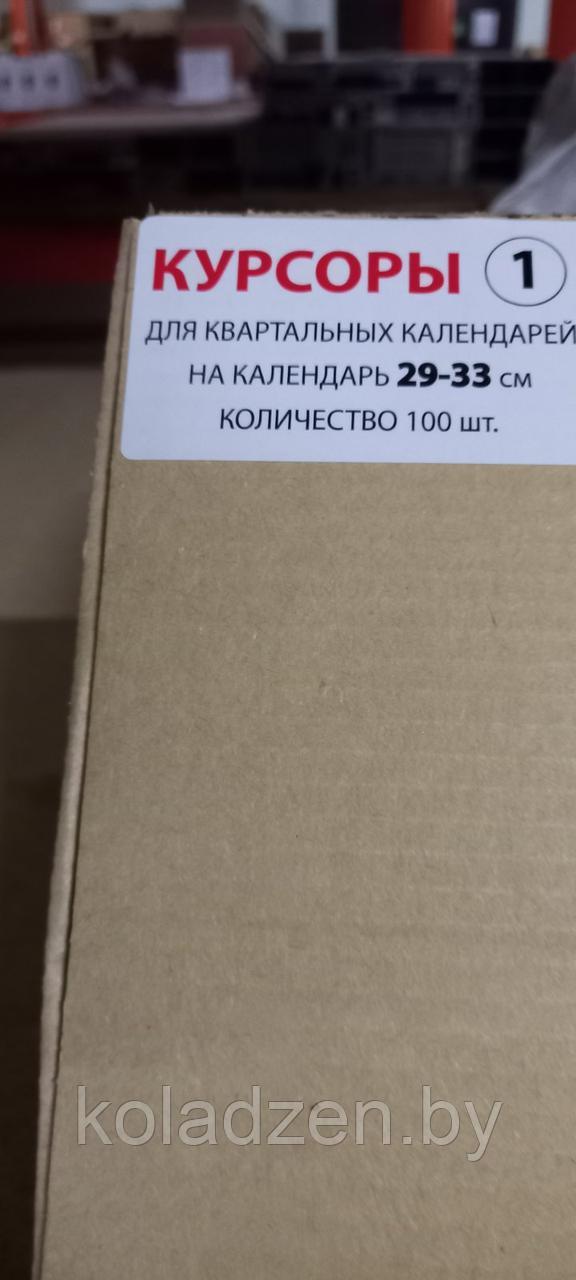 КУРСОРЫ 1
ДЛЯ КВАРТАЛЬНЫХ КАЛЕНДАРЕЙ
НА КАЛЕНДАРЬ 29-33 см
КОЛИЧЕСТВО 100 шт.
koladzen.by